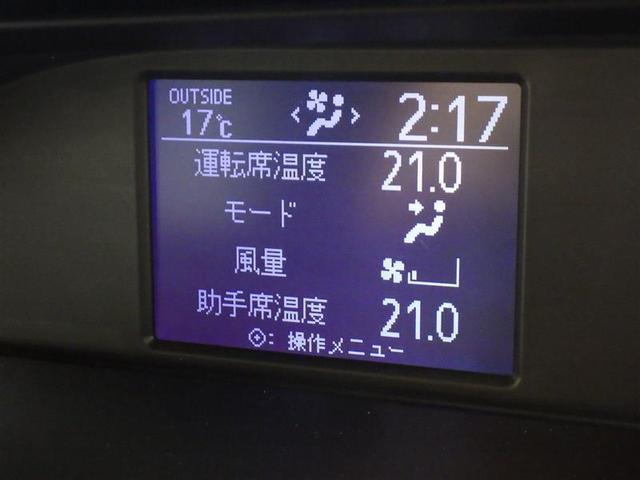 OUTSIDE
17℃
2:17
運転席温度 21.0
モード
風量
助手席温度 21.0
: 操作メニュー